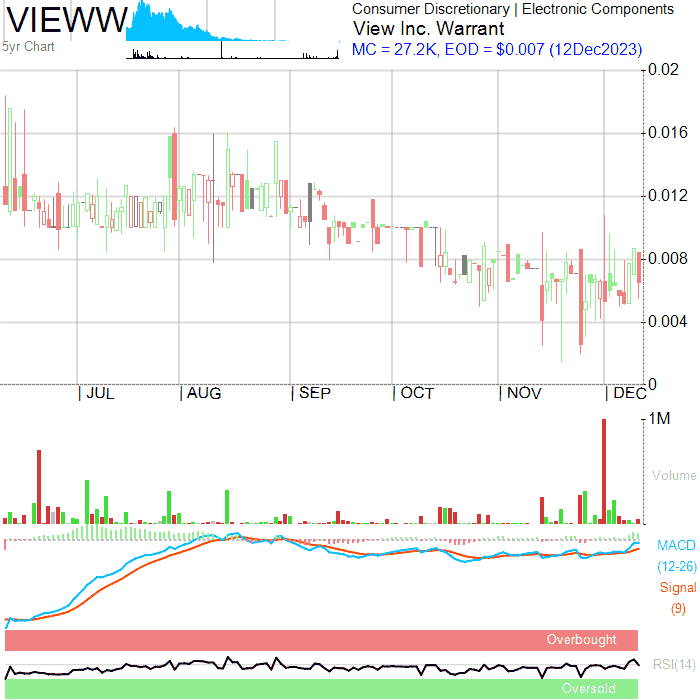 VIEWW
5yr Chart
Consumer Discretionary | Electronic Components
View Inc. Warrant
MC = 27.2K, EOD = $0.007 (12Dec2023)
0.02
0.016
0.012
0.008
0.004
0
| JUL | AUG | SEP | OCT | NOV | DEC
1M
Volume
MACD
(12-26)
Signal
(9)
Overbought
RSI(14)
Oversold